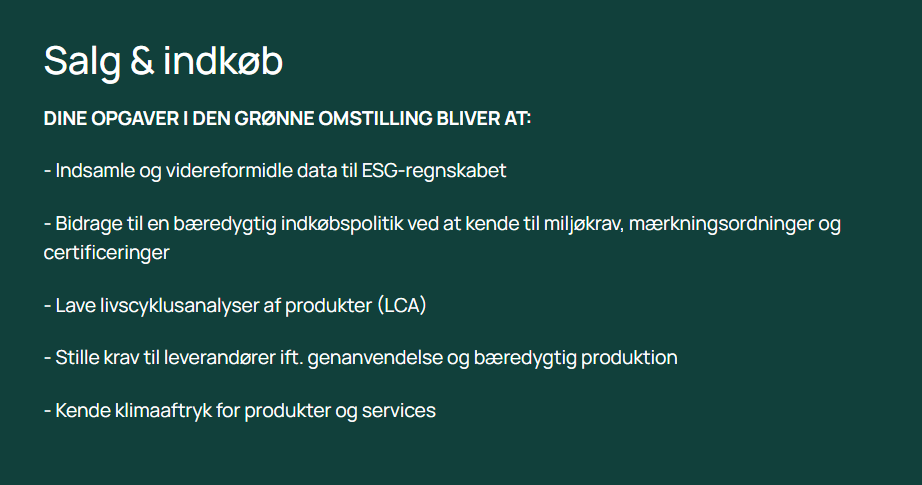 Salg & indkøb
DINE OPGAVER I DEN GRØNNE OMSTILLING BLIVER AT:
- Indsamle og videreformidle data til ESG-regnskabet
- Bidrage til en bæredygtig indkøbspolitik ved at kende til miljøkrav, mærkningsordninger og
certificeringer
- Lave livscyklusanalyser af produkter (LCA)
- Stille krav til leverandører ift. genanvendelse og bæredygtig produktion
- Kende klimaaftryk for produkter og services